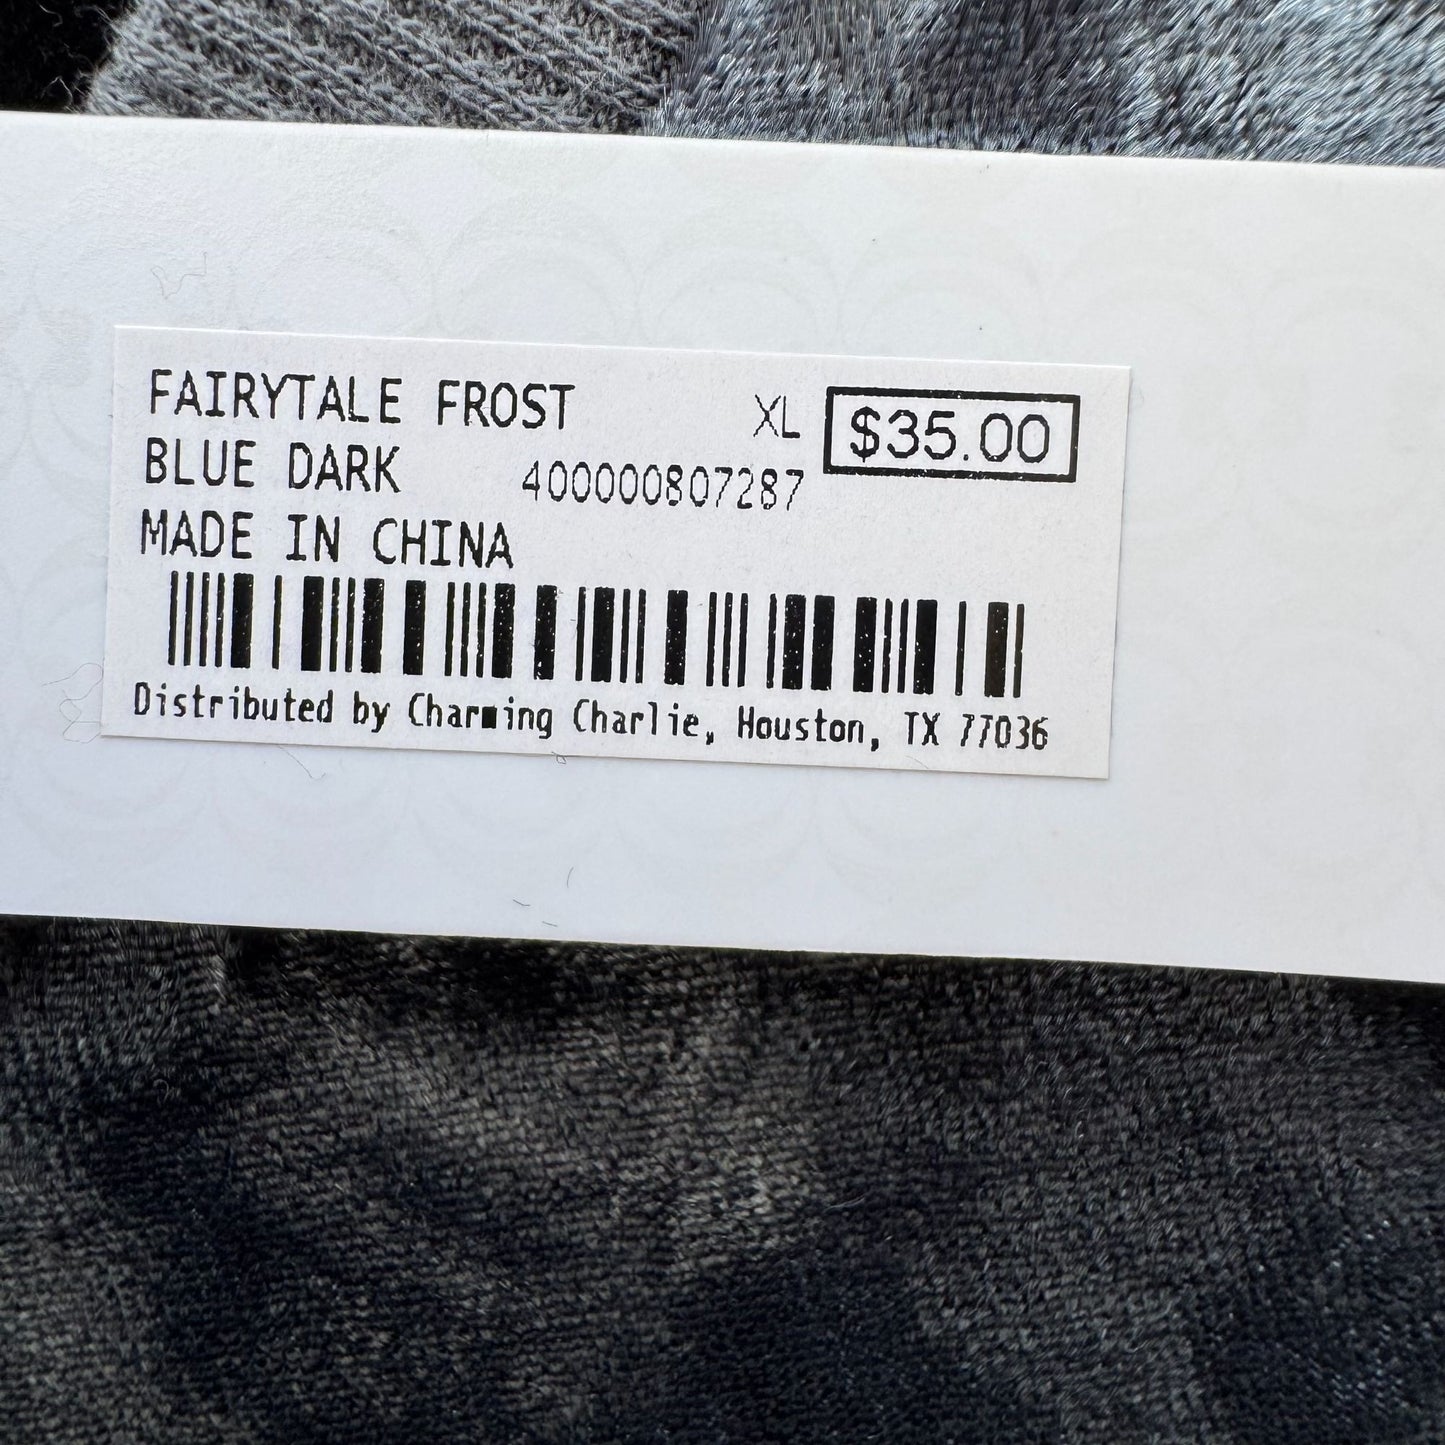 FAIRYTALE FROST XL $35.00
BLUE DARK 400000807287
MADE IN CHINA
Distributed by Charming Charlie, Houston, TX 77036